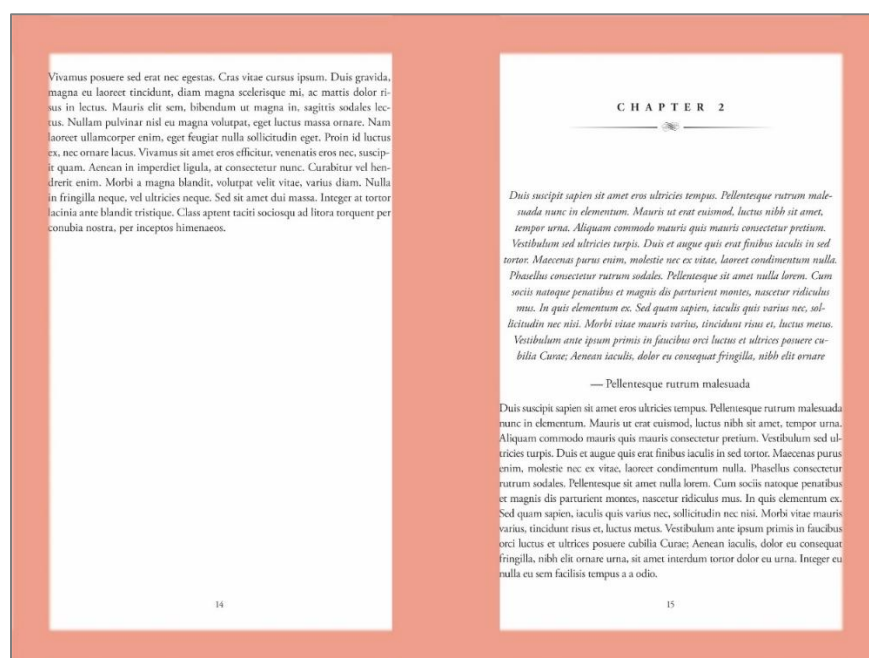 Vivamus posuere sed erat nec egestas. Cras vitae cursus ipsum. Duis gravida,
magna eu laoreet tincidunt, diam magna scelerisque mi, ac mattis dolor ri-
sus in lectus. Mauris elit sem, bibendum ut magna in, sagittis sodales lec-
tus. Nullam pulvinar nisl eu magna volutpat, eget luctus massa ornare. Nam
laoreet ullamcorper enim, eget feugiat nulla sollicitudin eget. Proin id luctus
ex, nec ornare lacus. Vivamus sit amet eros efficitur, venenatis eros nec, suscip-
it quam. Aenean in imperdiet ligula, at consectetur nunc. Curabitur vel hen-
drerit enim. Morbi a magna blandit, volutpat velit vitae, varius diam. Nulla
in fringilla neque, vel ultricies neque. Sed sit amet dui massa. Integer at tortor
lacinia ante blandit tristique. Class aptent taciti sociosqu ad litora torquent per
conubia nostra, per inceptos himenaeos.
14
CHAPTER 2
Duis suscipit sapien sit amet eros ultricies tempus. Pellentesque rutrum male-
suada nunc in elementum. Mauris ut erat euismod, luctus nibh sit amet,
tempor urna. Aliquam commodo mauris quis mauris consectetur pretium.
Vestibulum sed ultricies turpis. Duis et augue quis erat finibus iaculis in sed
tortor. Maecenas purus enim, molestie nec ex vitae, laoreet condimentum nulla.
Phasellus consectetur rutrum sodales. Pellentesque sit amet nulla lorem. Cum
sociis natoque penatibus et magnis dis parturient montes, nascetur ridiculus
mus. In quis elementum ex. Sed quam sapien, iaculis quis varius nec, sol-
licitudin nec nisi. Morbi vitae mauris varius, tincidunt risus et, luctus metus.
Vestibulum ante ipsum primis in faucibus orci luctus et ultrices posuere cu-
bilia Curae; Aenean iaculis, dolor eu consequat fringilla, nibh elit ornare
— Pellentesque rutrum malesuada
Duis suscipit sapien sit amet eros ultricies tempus. Pellentesque rutrum malesuada
nunc in elementum. Mauris ut erat euismod, luctus nibh sit amet, tempor urna.
Aliquam commodo mauris quis mauris consectetur pretium. Vestibulum sed ul-
tricies turpis. Duis et augue quis erat finibus iaculis in sed tortor. Maecenas purus
enim, molestie nec ex vitae, laoreet condimentum nulla. Phasellus consectetur
rutrum sodales. Pellentesque sit amet nulla lorem. Cum sociis natoque penatibus
et magnis dis parturient montes, nascetur ridiculus mus. In quis elementum ex.
Sed quam sapien, iaculis quis varius nec, sollicitudin nec nisi. Morbi vitae mauris
varius, tincidunt risus et, luctus metus. Vestibulum ante ipsum primis in faucibus
orci luctus et ultrices posuere cubilia Curae; Aenean iaculis, dolor eu consequat
fringilla, nibh elit ornare urna, sit amet interdum tortor dolor eu urna. Integer eu
nulla eu sem facilisis tempus a a odio.
15